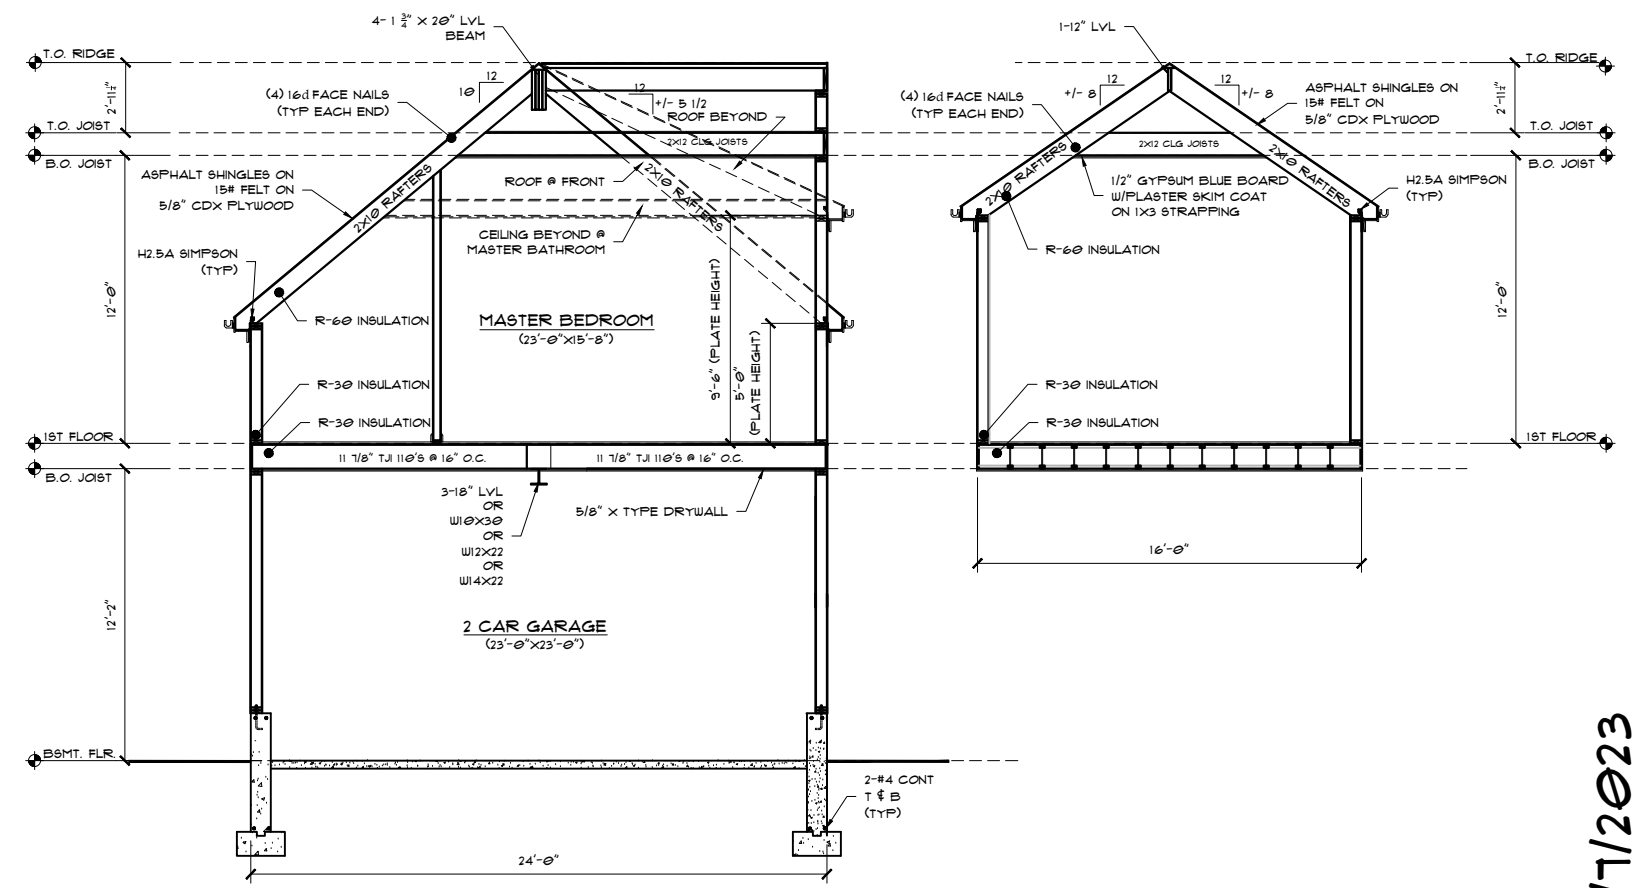 4- 1 3/4" X 20" LVL
BEAM
1-12" LVL
T.O. RIDGE
T.O. RIDGE
12
10
12
+/- 5 1/2
12
+/- 8
12
+/- 8
(4) 16d FACE NAILS
(TYP EACH END)
ROOF BEYOND
(4) 16d FACE NAILS
(TYP EACH END)
ASPHALT SHINGLES ON
15# FELT ON
5/8" CDX PLYWOOD
2'-11½"
2'-11½"
T.O. JOIST
T.O. JOIST
2X12 CLG JOISTS
2X12 CLG JOISTS
B.O. JOIST
B.O. JOIST
ASPHALT SHINGLES ON
15# FELT ON
5/8" CDX PLYWOOD
2X10 RAFTERS
ROOF @ FRONT
2X10 RAFTERS
2X10 RAFTERS
1/2" GYPSUM BLUE BOARD
W/PLASTER SKIM COAT
ON 1X3 STRAPPING
2X10 RAFTERS
H2.5A SIMPSON
(TYP)
CEILING BEYOND @
MASTER BATHROOM
H2.5A SIMPSON
(TYP)
R-60 INSULATION
12'-0"
R-60 INSULATION
MASTER BEDROOM
(23'-0"X15'-8")
9'-6" (PLATE HEIGHT)
5'-0"
(PLATE HEIGHT)
12'-0"
R-30 INSULATION
R-30 INSULATION
R-30 INSULATION
R-30 INSULATION
1ST FLOOR
1ST FLOOR
11 7/8" TJI 110'S @ 16" O.C.
11 7/8" TJI 110'S @ 16" O.C.
B.O. JOIST
3-18" LVL
OR
W10X30
OR
W12X22
OR
W14X22
5/8" X TYPE DRYWALL
16'-0"
12'-2"
2 CAR GARAGE
(23'-0"X23'-0")
BSMT. FLR.
2-#4 CONT
T & B
(TYP)
24'-0"
7/2023